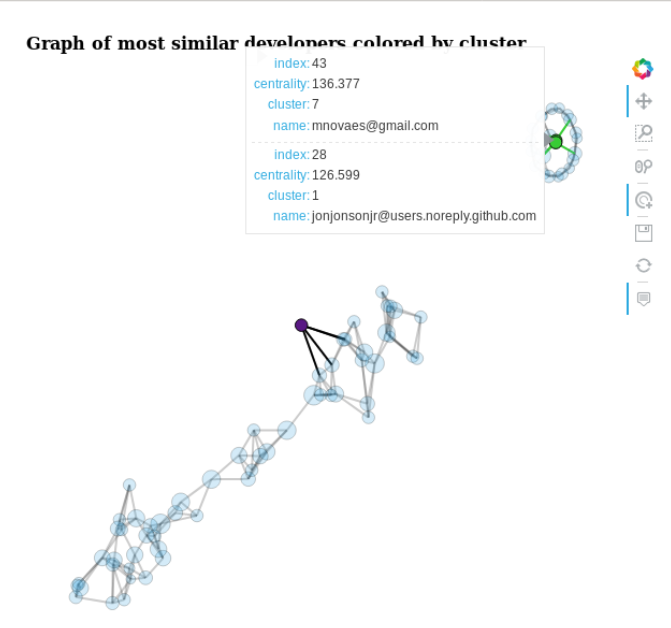 Graph of most similar developers colored by cluster
index: 43
centrality: 136.377
cluster: 7
name: mnovaes@gmail.com
index: 28
centrality: 126.599
cluster: 1
name: jonjonsonjr@users.noreply.github.com